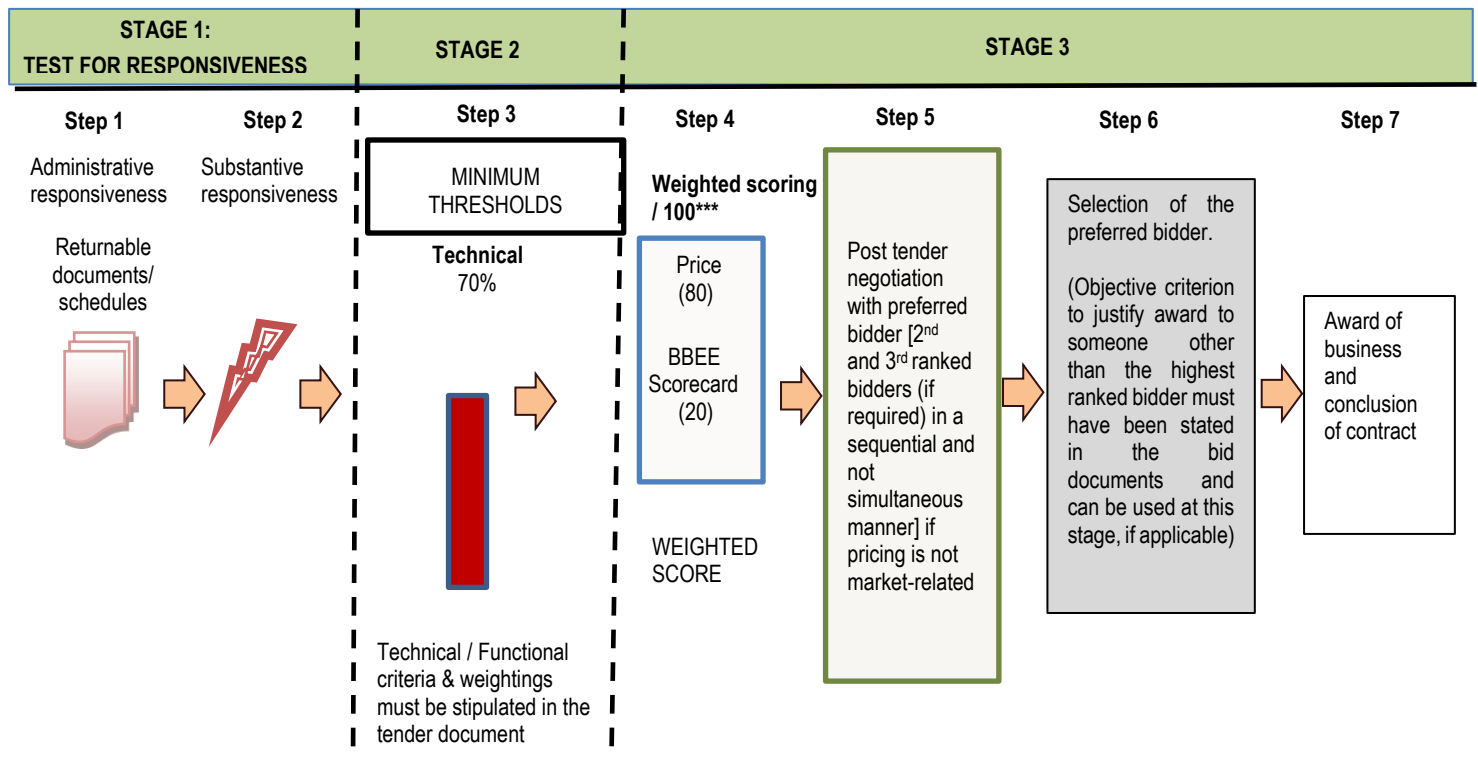 STAGE 1:
TEST FOR RESPONSIVENESS
STAGE 2
STAGE 3
Step 1
Administrative
responsiveness
Returnable
documents/
schedules
Step 2
Substantive
responsiveness
Step 3
MINIMUM
THRESHOLDS
Technical
70%
Technical / Functional
criteria & weightings
must be stipulated in the
tender document
Step 4
Weighted scoring
/ 100***
Price
(80)
BBEE
Scorecard
(20)
WEIGHTED
SCORE
Step 5
Post tender
negotiation
with preferred
bidder [2nd
and 3rd ranked
bidders (if
required) in a
sequential and
not
simultaneous
manner] if
pricing is not
market-related
Step 6
Selection of the
preferred bidder.
(Objective criterion
to justify award to
someone other
than the highest
ranked bidder must
have been stated
in the bid
documents and
can be used at this
stage, if applicable)
Step 7
Award of
business
and
conclusion
of contract